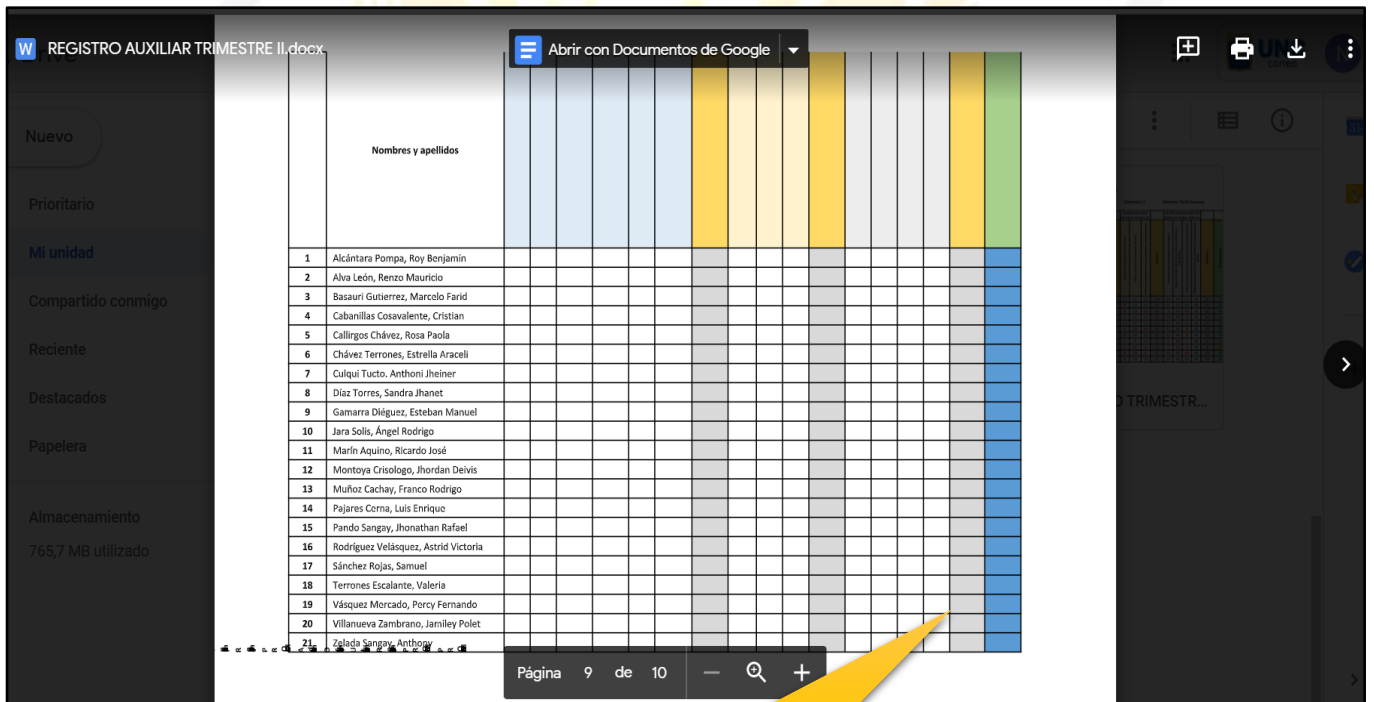 W REGISTRO AUXILIAR TRIMESTRE II.docx
Abrir con Documentos de Google
Nuevo
Prioritario
Mi unidad
Compartido conmigo
Reciente
Destacados
Papelera
Almacenamiento
765,7 MB utilizado
Nombres y apellidos
1 Alcántara Pompa, Roy Benjamin
2 Alva León, Renzo Mauricio
3 Basauri Gutierrez, Marcelo Farid
4 Cabanillas Cosavalente, Cristian
5 Callirgos Chávez, Rosa Paola
6 Chávez Terrones, Estrella Araceli
7 Culqui Tucto. Anthoni Jheiner
8 Díaz Torres, Sandra Jhanet
9 Gamarra Diéguez, Esteban Manuel
10 Jara Solis, Ángel Rodrigo
11 Marín Aquino, Ricardo José
12 Montoya Crisologo, Jhordan Deivis
13 Muñoz Cachay, Franco Rodrigo
14 Pajares Cerna, Luis Enrique
15 Pando Sangay, Jhonathan Rafael
16 Rodríguez Velásquez, Astrid Victoria
17 Sánchez Rojas, Samuel
18 Terrones Escalante, Valeria
19 Vásquez Mercado, Percy Fernando
20 Villanueva Zambrano, Jamiley Polet
21 Zelada Sangay, Anthony
TRIMESTR...
Página 9 de 10